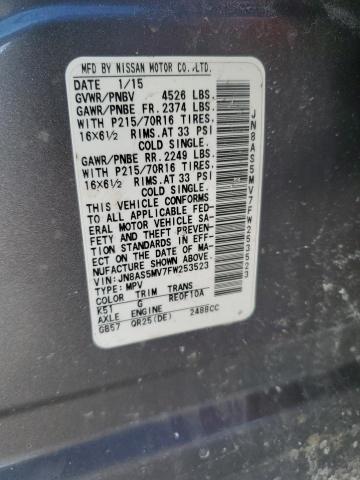 MFD BY NISSAN MOTOR CO.,LTD.
DATE 1/15
GVWR/PNBV 4526 LBS.
GAWR/PNBE FR. 2374 LBS.
WITH P215/70R16 TIRES,
16X6½ RIMS. AT 33 PSI
COLD SINGLE.
GAWR/PNBE RR. 2249 LBS.
WITH P215/70R16 TIRES,
16X6½ RIMS. AT 33 PSI
COLD SINGLE.
THIS VEHICLE CONFORMS
TO ALL APPLICABLE FED-
ERAL MOTOR VEHICLE SA-
FETY AND THEFT PREVEN-
TION STANDARDS IN EFF-
ECT ON THE DATE OF MA-
NUFACTURE SHOWN ABOVE.
VIN: JN8AS5MV7FW253523
TYPE: MPV
COLOR TRIM TRANS
K51 G RE0F10A
AXLE ENGINE
GB57 QR25(DE) 2488CC
JN8AS5MV7FW253523